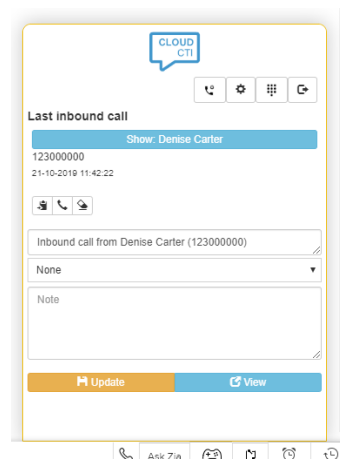 CLOUD
CTI
Last inbound call
Show: Denise Carter
123000000
21-10-2019 11:42:22
Inbound call from Denise Carter (123000000)
None
Note
Update
View
Ask Zia